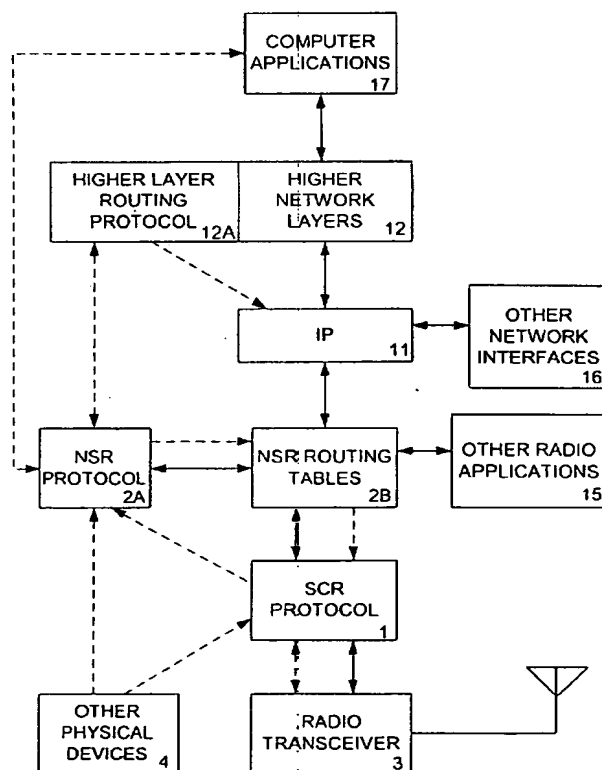 COMPUTER
APPLICATIONS
17
HIGHER LAYER
ROUTING
PROTOCOL
12A
HIGHER
NETWORK
LAYERS
12
IP
11
OTHER
NETWORK
INTERFACES
16
NSR
PROTOCOL
2A
NSR ROUTING
TABLES
2B
OTHER RADIO
APPLICATIONS
15
SCR
PROTOCOL
1
OTHER
PHYSICAL
DEVICES
4
RADIO
TRANSCEIVER
3